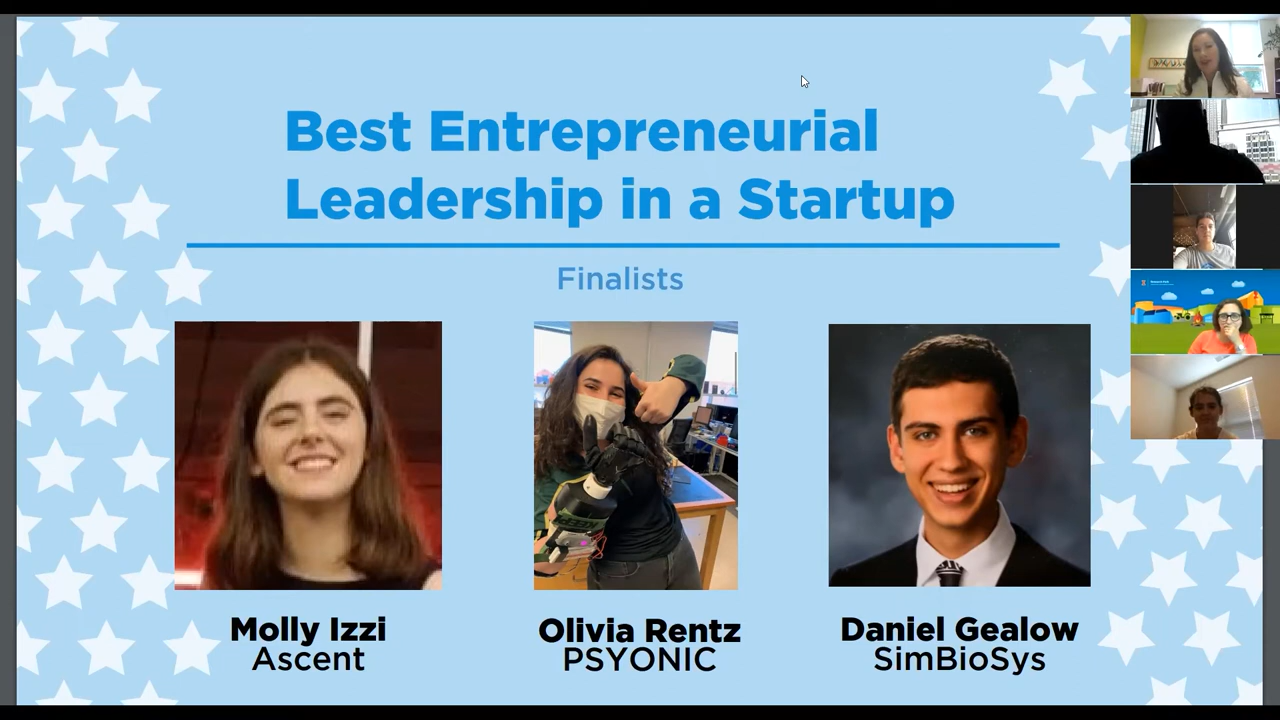 Best Entrepreneurial
Leadership in a Startup
Finalists
Molly Izzi
Ascent
Olivia Rentz
PSYONIC
Daniel Gealow
SimBioSys